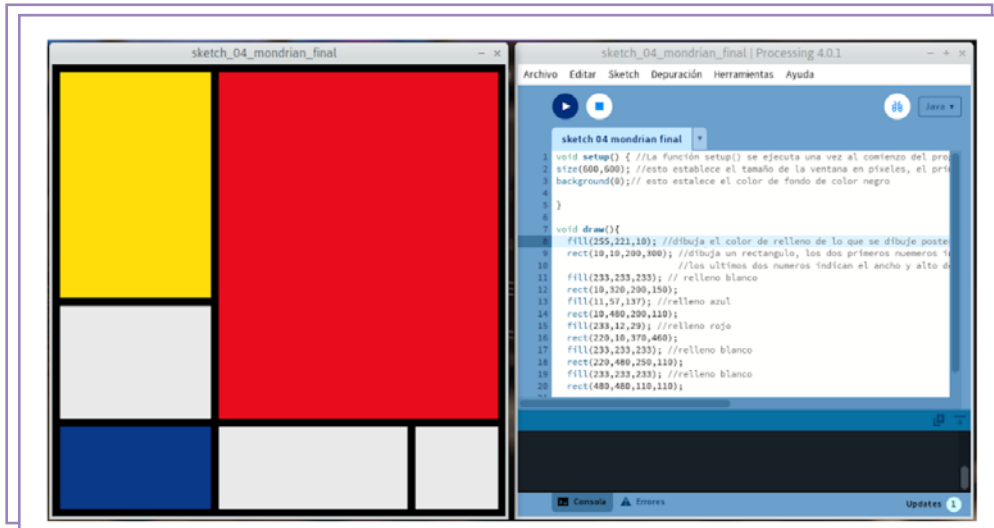 sketch_04_mondrian_final - ×
sketch_04_mondrian_final | Processing 4.0.1 - + ×
Archivo Editar Sketch Depuración Herramientas Ayuda
Java ▾
sketch 04 mondrian final ▾
1 void setup() { //La función setup() se ejecuta una vez al comienzo del pro
2 size(600,600); //esto establece el tamaño de la ventana en pixeles, el pri
3 background(0);// esto estalece el color de fondo de color negro
4
5 }
6
7 void draw(){
8 fill(255,221,10); //dibuja el color de relleno de lo que se dibuje poste
9 rect(10,10,200,300); //dibuja un rectangulo, los dos primeros nuemeros i
10 //los ultimos dos numeros indican el ancho y alto d
11 fill(233,233,233); // relleno blanco
12 rect(10,320,200,150);
13 fill(11,57,137); //relleno azul
14 rect(10,480,200,110);
15 fill(233,12,29); //relleno rojo
16 rect(220,10,370,460);
17 fill(233,233,233); //relleno blanco
18 rect(220,480,250,110);
19 fill(233,233,233); //relleno blanco
20 rect(480,480,110,110);
Consola Errores Updates 1